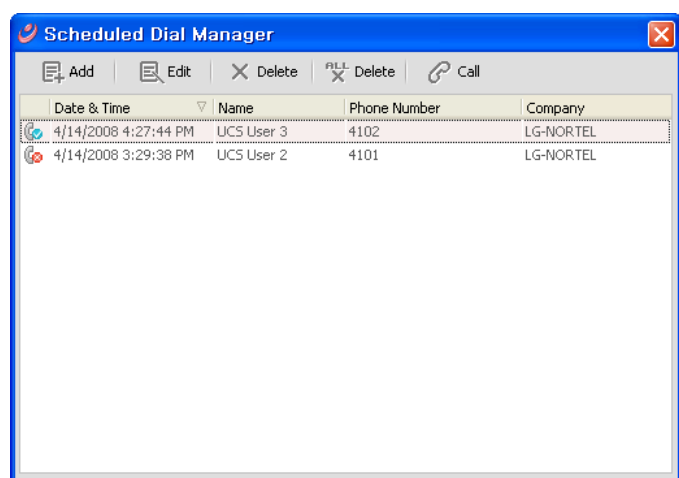 Scheduled Dial Manager
Add Edit Delete ALL Delete Call
Date & Time Name Phone Number Company
4/14/2008 4:27:44 PM UCS User 3 4102 LG-NORTEL
4/14/2008 3:29:38 PM UCS User 2 4101 LG-NORTEL